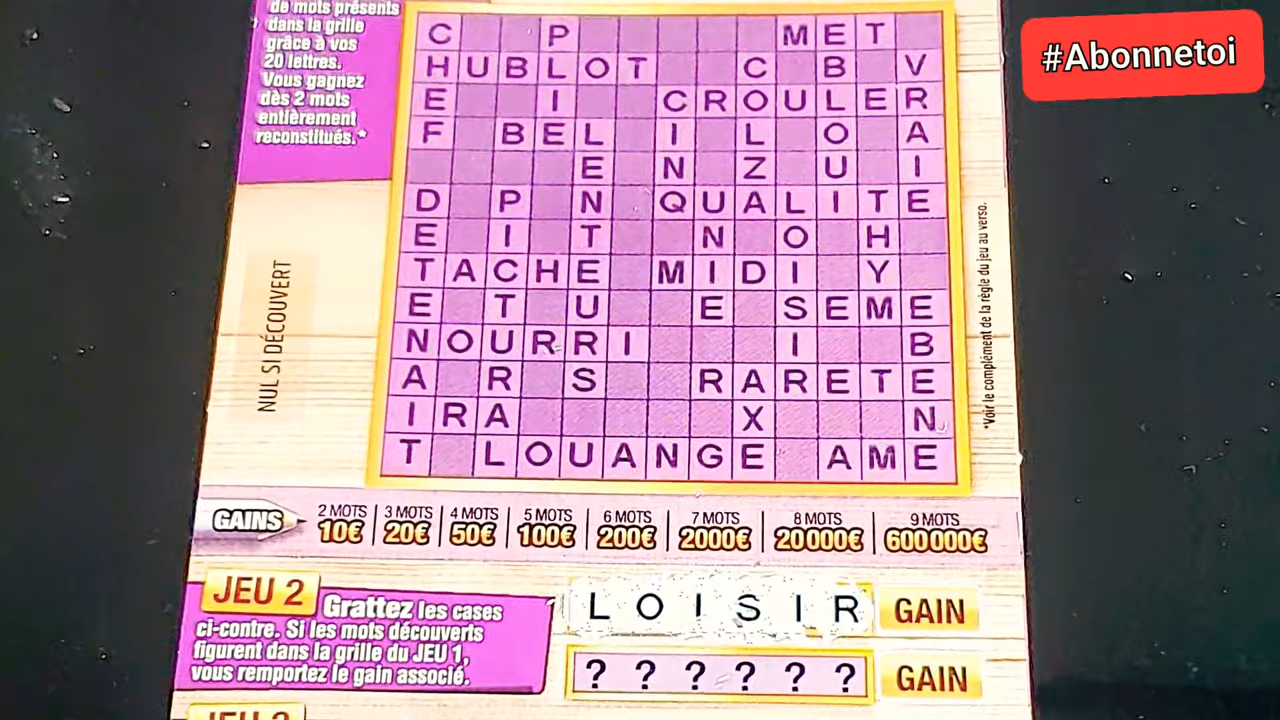 de mots présents
dans la grille
grâce à vos
20 lettres.
Vous gagnez
dès 2 mots
entièrement
reconstitués.*
#Abonnetoi
C P M E T
H U B L O T C B V
E I C R O U L E R
F B E L I L O A
E N Z U I
D P N Q U A L I T E
E I T N O H
T A C H E M I D I Y
E T U E S E M E
N O U R R I I B
A R S R A R E T E
I R A X N
T L O U A N G E A M E
NUL SI DÉCOUVERT
*Voir le complément de la règle du jeu au verso.
GAINS
2 MOTS 3 MOTS 4 MOTS 5 MOTS 6 MOTS 7 MOTS 8 MOTS 9 MOTS
10€ 20€ 50€ 100€ 200€ 2000€ 20000€ 600000€
JEU 2
Grattez les cases
ci-contre. Si les mots découverts
figurent dans la grille du JEU 1,
vous remportez le gain associé.
L O I S I R GAIN
? ? ? ? ? ? GAIN